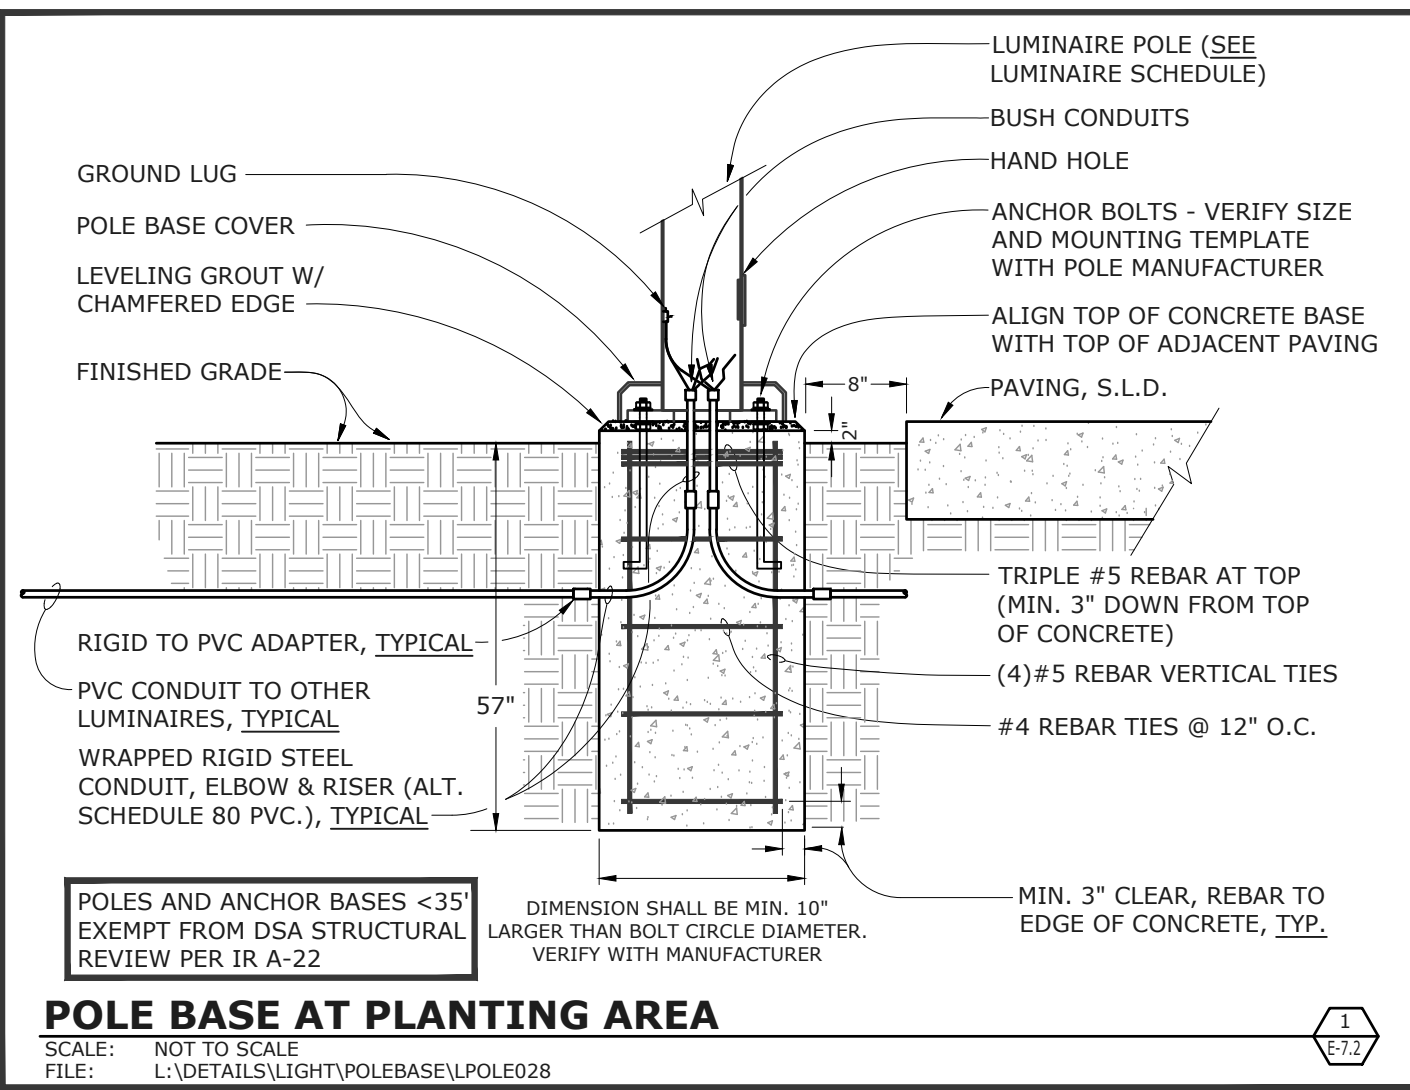 LUMINAIRE POLE (SEE
LUMINAIRE SCHEDULE)
BUSH CONDUITS
HAND HOLE
ANCHOR BOLTS - VERIFY SIZE
AND MOUNTING TEMPLATE
WITH POLE MANUFACTURER
ALIGN TOP OF CONCRETE BASE
WITH TOP OF ADJACENT PAVING
PAVING, S.L.D.
GROUND LUG
POLE BASE COVER
LEVELING GROUT W/
CHAMFERED EDGE
FINISHED GRADE
8"
2"
57"
RIGID TO PVC ADAPTER, TYPICAL
PVC CONDUIT TO OTHER
LUMINAIRES, TYPICAL
WRAPPED RIGID STEEL
CONDUIT, ELBOW & RISER (ALT.
SCHEDULE 80 PVC.), TYPICAL
TRIPLE #5 REBAR AT TOP
(MIN. 3" DOWN FROM TOP
OF CONCRETE)
(4)#5 REBAR VERTICAL TIES
#4 REBAR TIES @ 12" O.C.
MIN. 3" CLEAR, REBAR TO
EDGE OF CONCRETE, TYP.
POLES AND ANCHOR BASES <35'
EXEMPT FROM DSA STRUCTURAL
REVIEW PER IR A-22
DIMENSION SHALL BE MIN. 10"
LARGER THAN BOLT CIRCLE DIAMETER.
VERIFY WITH MANUFACTURER
POLE BASE AT PLANTING AREA
SCALE: NOT TO SCALE
FILE: L:\DETAILS\LIGHT\POLEBASE\LPOLE028
1
E-7.2